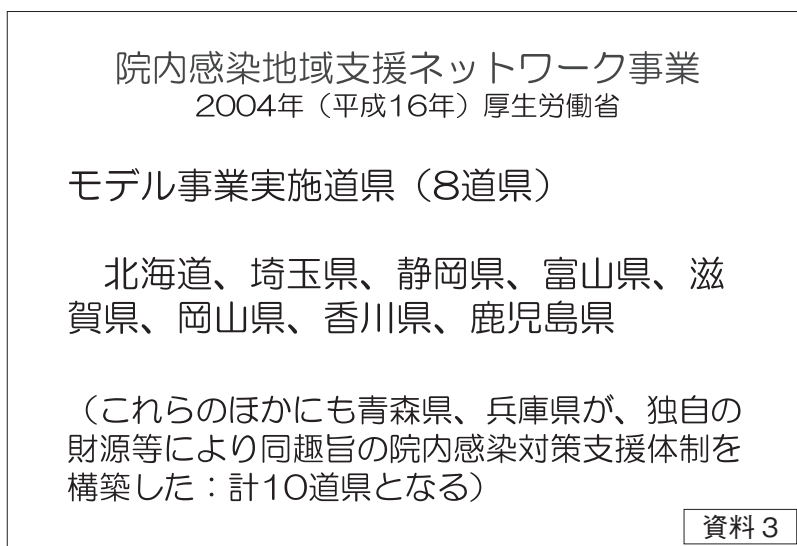 院内感染地域支援ネットワーク事業
2004年（平成16年）厚生労働省
モデル事業実施道県（8道県）
北海道、埼玉県、静岡県、富山県、滋
賀県、岡山県、香川県、鹿児島県
（これらのほかにも青森県、兵庫県が、独自の
財源等により同趣旨の院内感染対策支援体制を
構築した：計10道県となる）
資料３